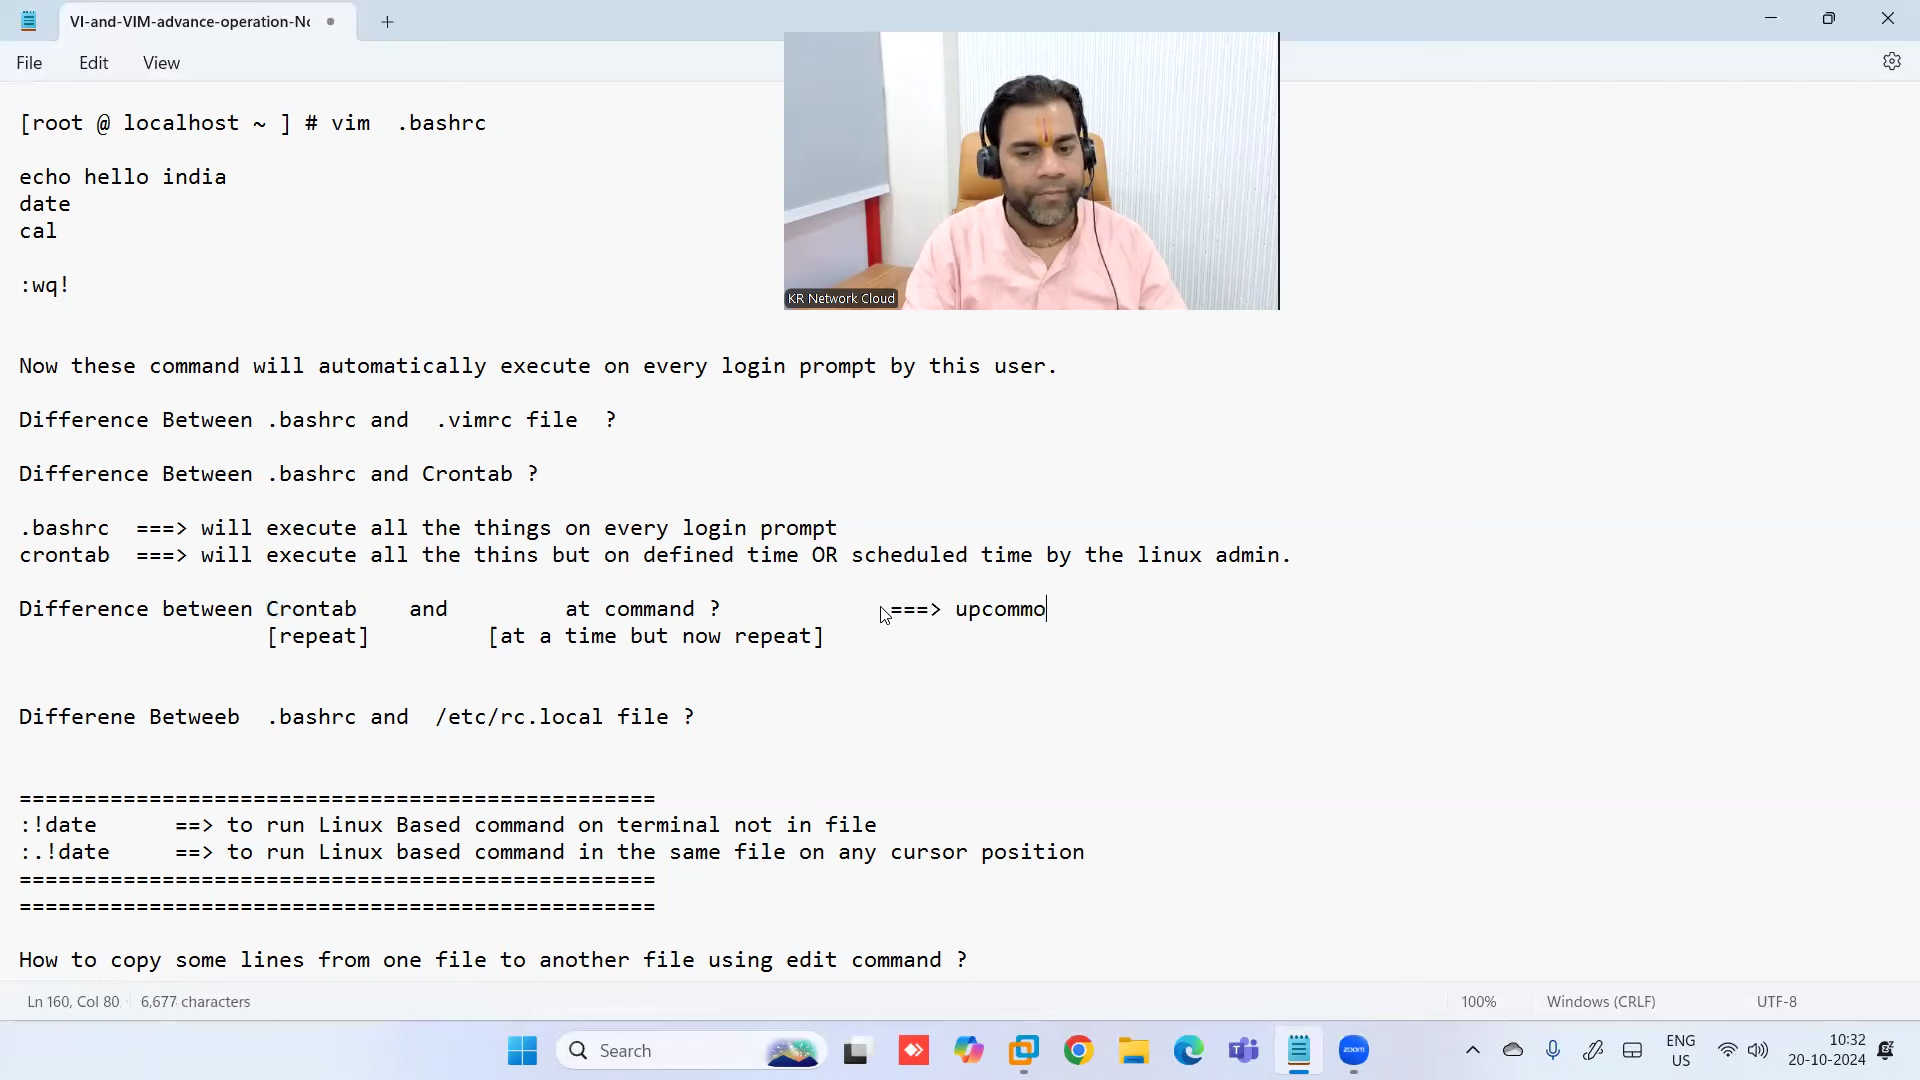 VI-and-VIM-advance-operation-No
File Edit View
[root @ localhost ~ ] # vim  .bashrc
echo hello india
date
cal
:wq!
KR Network Cloud
Now these command will automatically execute on every login prompt by this user.
Difference Between .bashrc and  .vimrc file  ?
Difference Between .bashrc and Crontab ?
.bashrc  ===> will execute all the things on every login prompt
crontab  ===> will execute all the thins but on defined time OR scheduled time by the linux admin.
Difference between Crontab    and         at command ?            ===> upcommo
[repeat]         [at a time but now repeat]
Differene Betweeb  .bashrc and  /etc/rc.local file ?
=================================================
:!date      ==> to run Linux Based command on terminal not in file
:.!date     ==> to run Linux based command in the same file on any cursor position
=================================================
=================================================
How to copy some lines from one file to another file using edit command ?
Ln 160, Col 80 6,677 characters 100% Windows (CRLF) UTF-8
Search zoom ENG US 10:32 20-10-2024